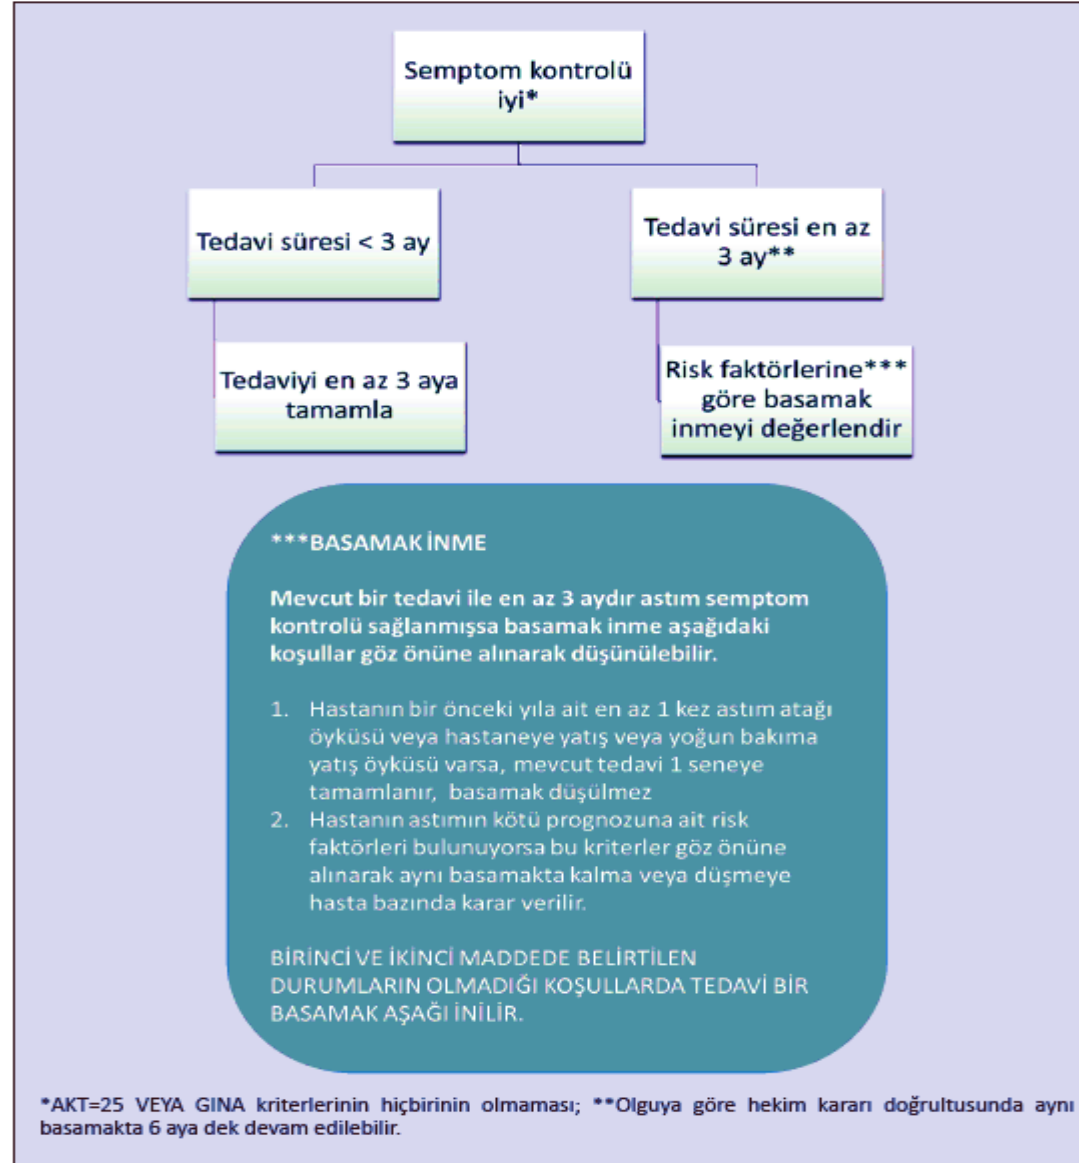 Semptom kontrolü
iyi*
Tedavi süresi < 3 ay
Tedavi süresi en az
3 ay**
Tedaviyi en az 3 aya
tamamla
Risk faktörlerine***
göre basamak
inmeyi değerlendir
***BASAMAK İNME
Mevcut bir tedavi ile en az 3 aydır astım semptom
kontrolü sağlanmışsa basamak inme aşağıdaki
koşullar göz önüne alınarak düşünülebilir.
1. Hastanın bir önceki yıla ait en az 1 kez astım atağı
öyküsü veya hastaneye yatış veya yoğun bakıma
yatış öyküsü varsa, mevcut tedavi 1 seneye
tamamlanır, basamak düşülmez
2. Hastanın astımın kötü prognozuna ait risk
faktörleri bulunuyorsa bu kriterler göz önüne
alınarak aynı basamakta kalma veya düşmeye
hasta bazında karar verilir.
BİRİNCİ VE İKİNCİ MADDEDE BELİRTİLEN
DURUMLARIN OLMADIĞI KOŞULLARDA TEDAVİ BİR
BASAMAK AŞAĞI İNİLİR.
*AKT=25 VEYA GINA kriterlerinin hiçbirinin olmaması; **Olguya göre hekim kararı doğrultusunda aynı
basamakta 6 aya dek devam edilebilir.